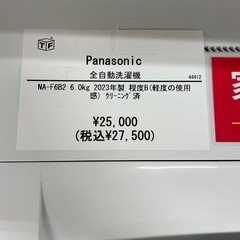 TF
Panasonic
全自動洗濯機
44412
NA-F6B2 6.0kg 2023年製 程度B(軽度の使用
感) クリーニング済
¥25,000
(税込¥27,500)